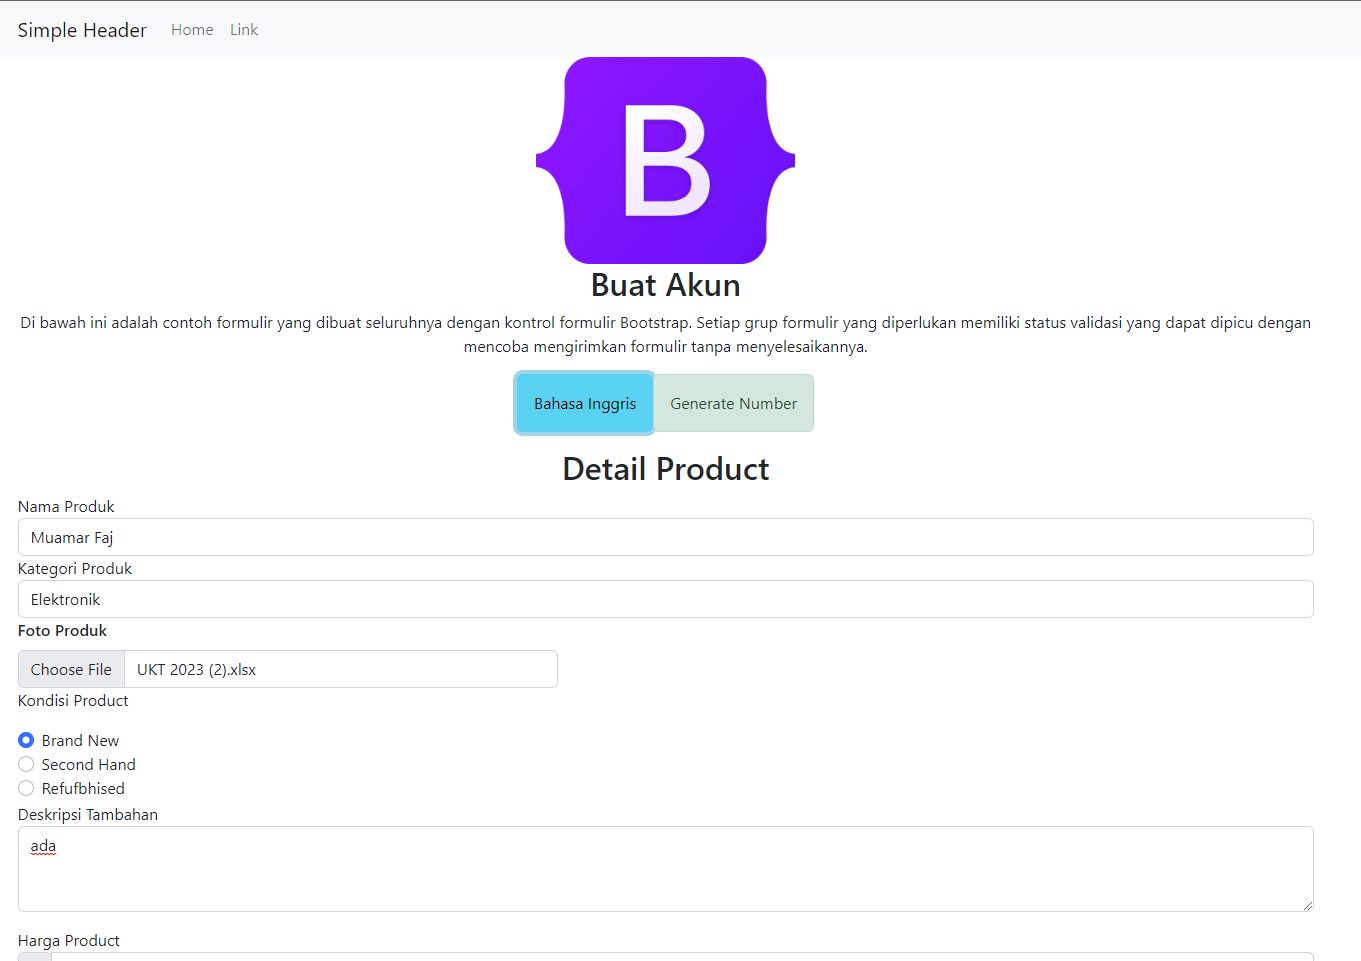 Simple Header Home Link
B
Buat Akun
Di bawah ini adalah contoh formulir yang dibuat seluruhnya dengan kontrol formulir Bootstrap. Setiap grup formulir yang diperlukan memiliki status validasi yang dapat dipicu dengan
mencoba mengirimkan formulir tanpa menyelesaikannya.
Bahasa Inggris Generate Number
Detail Product
Nama Produk
Muamar Faj
Kategori Produk
Elektronik
Foto Produk
Choose File UKT 2023 (2).xlsx
Kondisi Product
Brand New
Second Hand
Refufbhised
Deskripsi Tambahan
ada
Harga Product